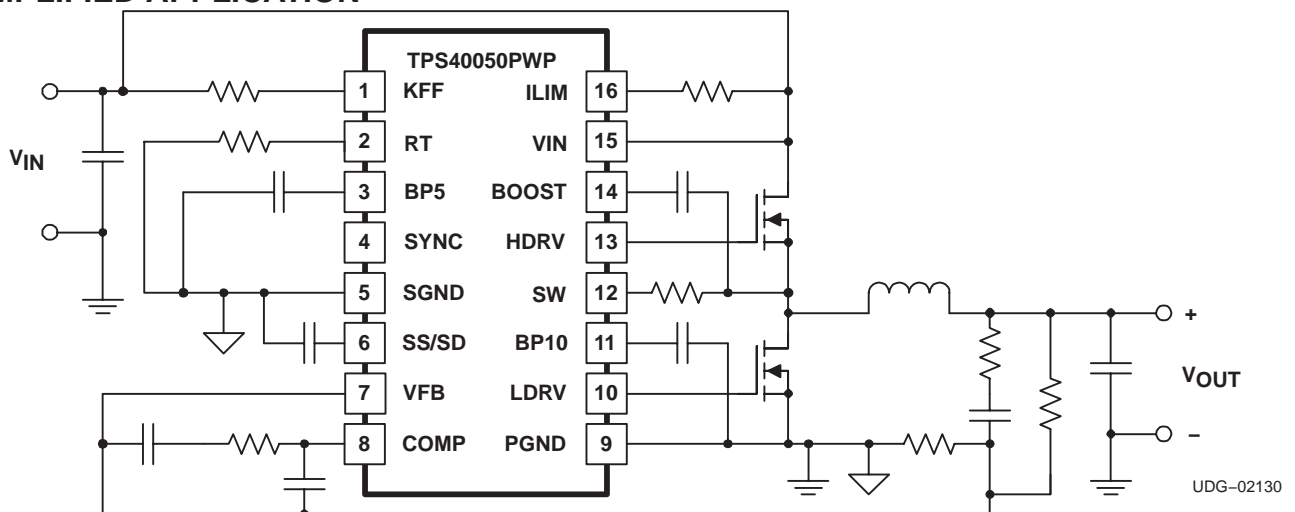 TPS40050PWP
1 KFF ILIM 16
2 RT VIN 15
3 BP5 BOOST 14
4 SYNC HDRV 13
5 SGND SW 12
6 SS/SD BP10 11
7 VFB LDRV 10
8 COMP PGND 9
VIN
+
VOUT
−
UDG−02130